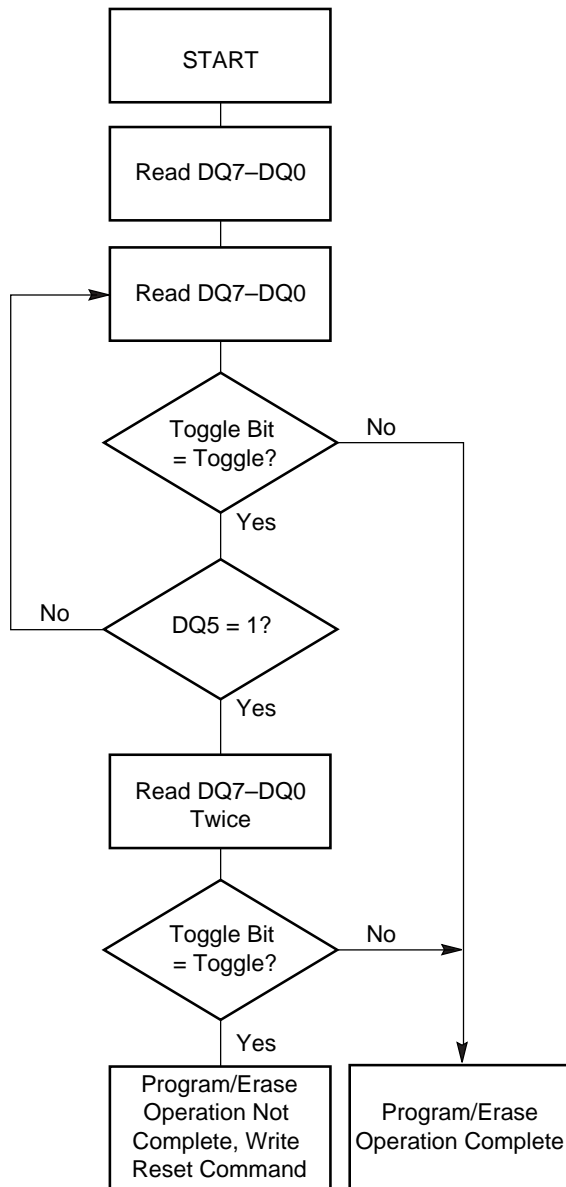 START
Read DQ7–DQ0
Read DQ7–DQ0
Toggle Bit
= Toggle?
No
Yes
No
DQ5 = 1?
Yes
Read DQ7–DQ0
Twice
Toggle Bit
= Toggle?
No
Yes
Program/Erase
Operation Not
Complete, Write
Reset Command
Program/Erase
Operation Complete